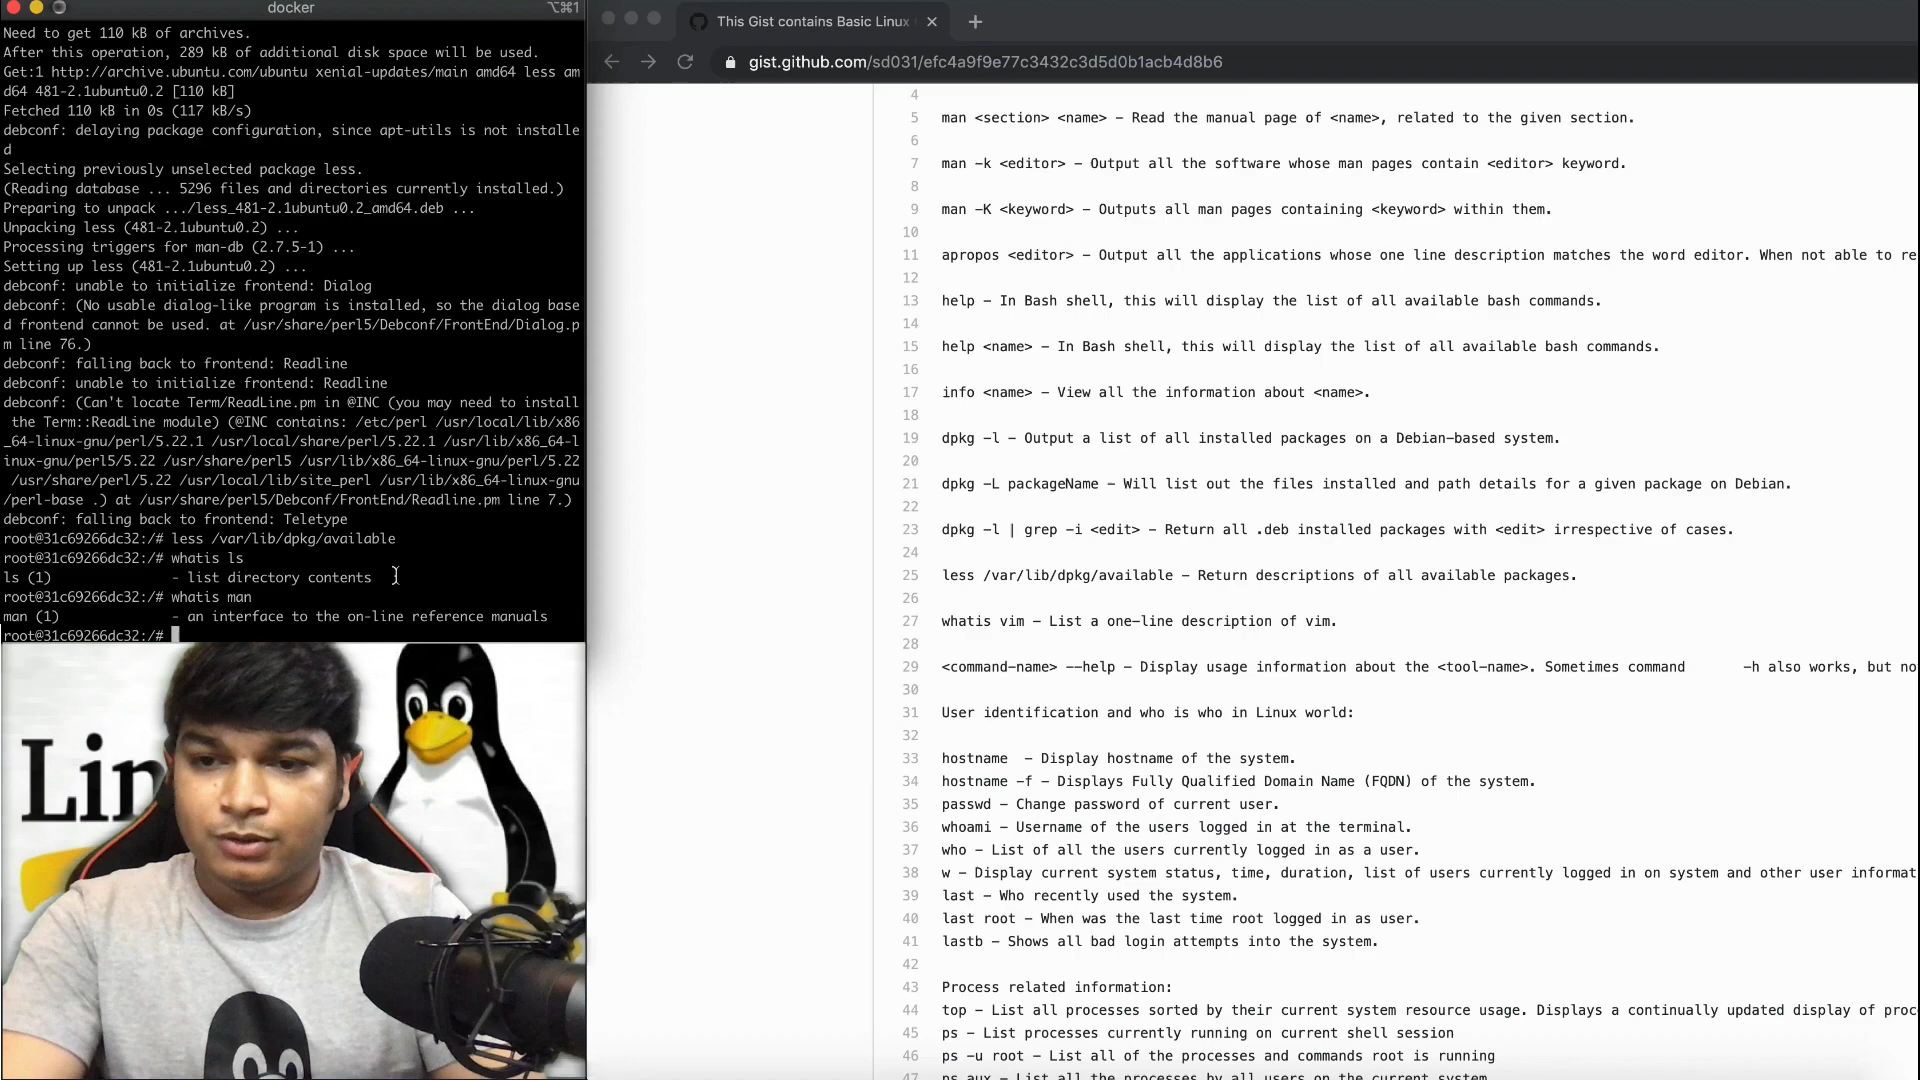 docker
⌥⌘1
Need to get 110 kB of archives.
After this operation, 289 kB of additional disk space will be used.
Get:1 http://archive.ubuntu.com/ubuntu xenial-updates/main amd64 less am
d64 481-2.1ubuntu0.2 [110 kB]
Fetched 110 kB in 0s (117 kB/s)
debconf: delaying package configuration, since apt-utils is not installe
d
Selecting previously unselected package less.
(Reading database ... 5296 files and directories currently installed.)
Preparing to unpack .../less_481-2.1ubuntu0.2_amd64.deb ...
Unpacking less (481-2.1ubuntu0.2) ...
Processing triggers for man-db (2.7.5-1) ...
Setting up less (481-2.1ubuntu0.2) ...
debconf: unable to initialize frontend: Dialog
debconf: (No usable dialog-like program is installed, so the dialog base
d frontend cannot be used. at /usr/share/perl5/Debconf/FrontEnd/Dialog.p
m line 76.)
debconf: falling back to frontend: Readline
debconf: unable to initialize frontend: Readline
debconf: (Can't locate Term/ReadLine.pm in @INC (you may need to install
the Term::ReadLine module) (@INC contains: /etc/perl /usr/local/lib/x86
_64-linux-gnu/perl/5.22.1 /usr/local/share/perl/5.22.1 /usr/lib/x86_64-l
inux-gnu/perl5/5.22 /usr/share/perl5 /usr/lib/x86_64-linux-gnu/perl/5.22
/usr/share/perl/5.22 /usr/local/lib/site_perl /usr/lib/x86_64-linux-gnu
/perl-base .) at /usr/share/perl5/Debconf/FrontEnd/Readline.pm line 7.)
debconf: falling back to frontend: Teletype
root@31c69266dc32:/# less /var/lib/dpkg/available
root@31c69266dc32:/# whatis ls
ls (1) - list directory contents
root@31c69266dc32:/# whatis man
man (1) - an interface to the on-line reference manuals
root@31c69266dc32:/#
Lin
This Gist contains Basic Linux
gist.github.com/sd031/efc4a9f9e77c3432c3d5d0b1acb4d8b6
4
5 man <section> <name> – Read the manual page of <name>, related to the given section.
6
7 man –k <editor> – Output all the software whose man pages contain <editor> keyword.
8
9 man –K <keyword> – Outputs all man pages containing <keyword> within them.
10
11 apropos <editor> – Output all the applications whose one line description matches the word editor. When not able to re
12
13 help – In Bash shell, this will display the list of all available bash commands.
14
15 help <name> – In Bash shell, this will display the list of all available bash commands.
16
17 info <name> – View all the information about <name>.
18
19 dpkg –l – Output a list of all installed packages on a Debian-based system.
20
21 dpkg –L packageName – Will list out the files installed and path details for a given package on Debian.
22
23 dpkg –l | grep –i <edit> – Return all .deb installed packages with <edit> irrespective of cases.
24
25 less /var/lib/dpkg/available – Return descriptions of all available packages.
26
27 whatis vim – List a one-line description of vim.
28
29 <command-name> --help – Display usage information about the <tool-name>. Sometimes command -h also works, but no
30
31 User identification and who is who in Linux world:
32
33 hostname – Display hostname of the system.
34 hostname –f – Displays Fully Qualified Domain Name (FQDN) of the system.
35 passwd – Change password of current user.
36 whoami – Username of the users logged in at the terminal.
37 who – List of all the users currently logged in as a user.
38 w – Display current system status, time, duration, list of users currently logged in on system and other user informat
39 last – Who recently used the system.
40 last root – When was the last time root logged in as user.
41 lastb – Shows all bad login attempts into the system.
42
43 Process related information:
44 top – List all processes sorted by their current system resource usage. Displays a continually updated display of proc
45 ps – List processes currently running on current shell session
46 ps –u root – List all of the processes and commands root is running
47 ps aux – List all the processes by all users on the current system